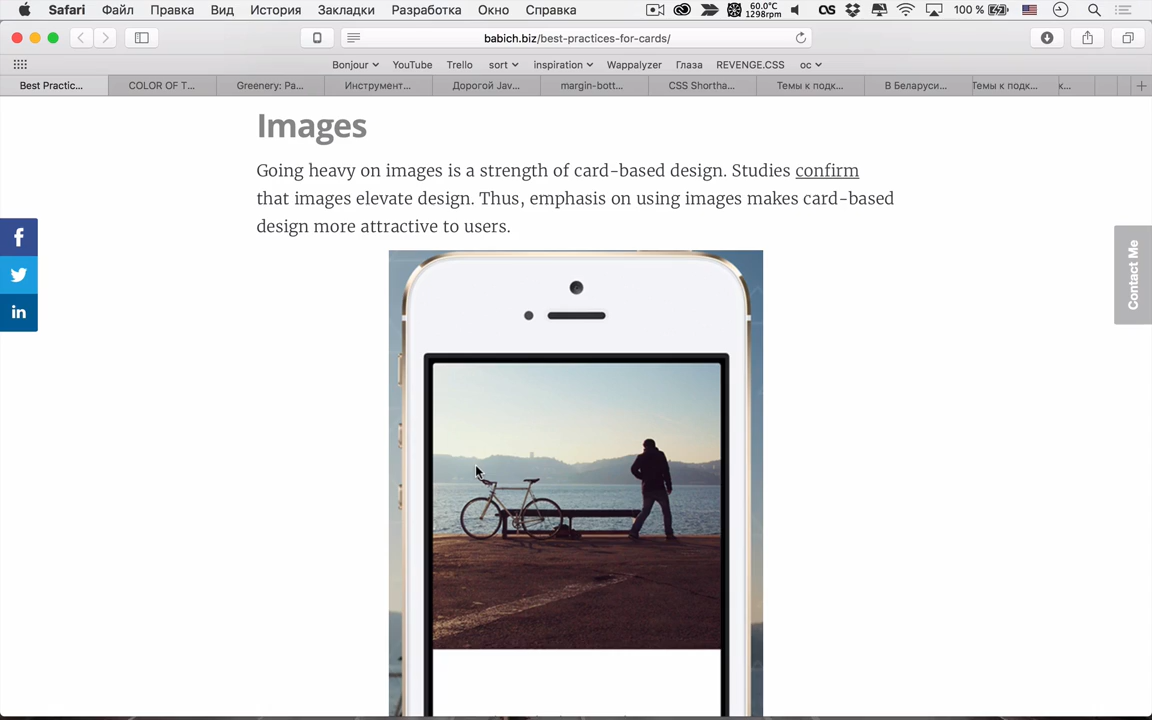 Safari Файл Правка Вид История Закладки Разработка Окно Справка 60.0°C 1298rpm 100 %
babich.biz/best-practices-for-cards/
Bonjour YouTube Trello sort inspiration Wappalyzer Глаза REVENGE.CSS ос
Best Practic... COLOR OF T... Greenery: Pa... Инструмент... Дорогой Jav... margin-bott... CSS Shortha... Темы к подк... В Беларуси... Темы к подк... к...
Images
Going heavy on images is a strength of card-based design. Studies confirm
that images elevate design. Thus, emphasis on using images makes card-based
design more attractive to users.
Contact Me